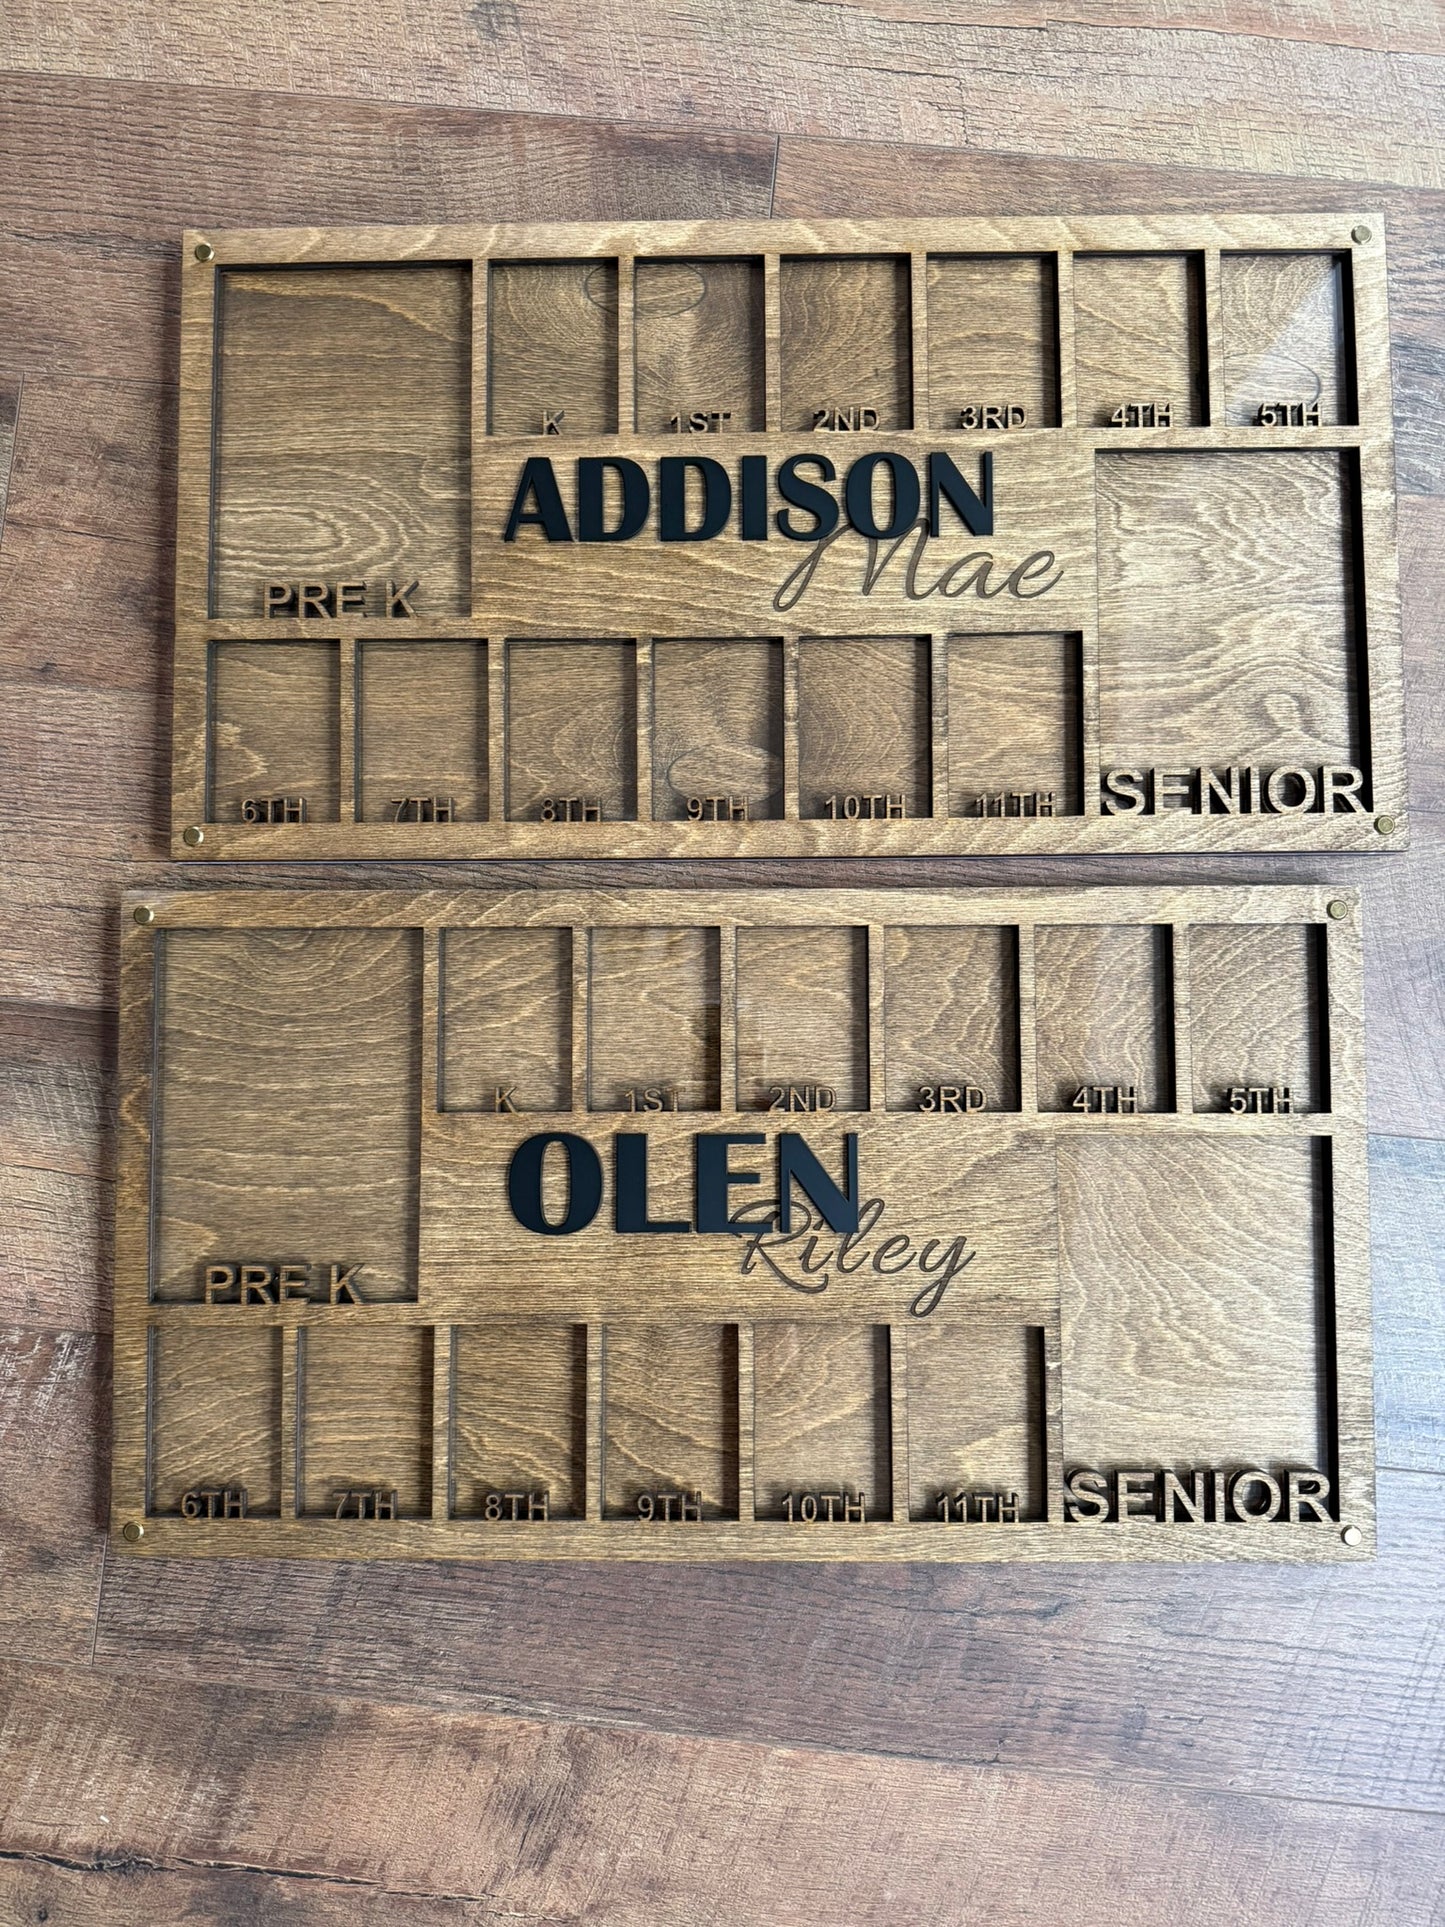 K 1ST 2ND 3RD 4TH 5TH
ADDISON
Mae
PRE K
6TH 7TH 8TH 9TH 10TH 11TH SENIOR
K 1ST 2ND 3RD 4TH 5TH
OLEN
Riley
PRE K
6TH 7TH 8TH 9TH 10TH 11TH SENIOR